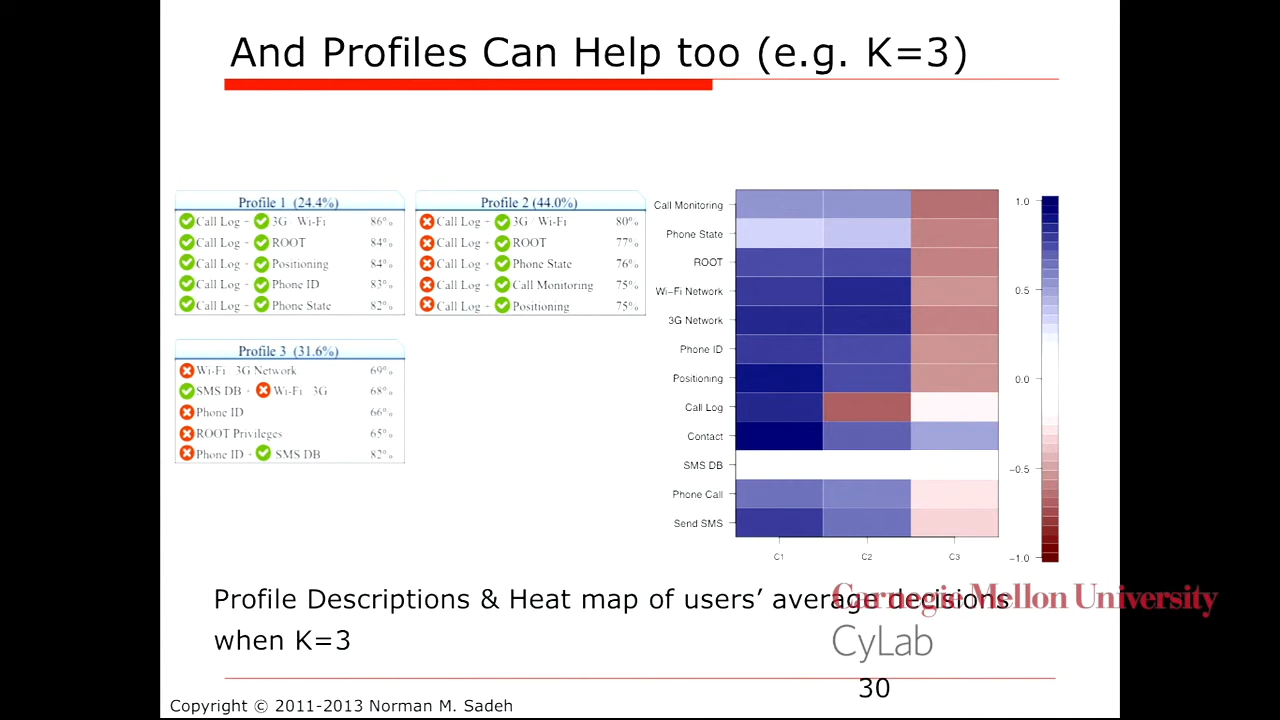 And Profiles Can Help too (e.g. K=3)
Profile 1 (24.4%)
Call Log - 3G Wi-Fi 86%
Call Log - ROOT 84%
Call Log - Positioning 84%
Call Log - Phone ID 83%
Call Log - Phone State 82%
Profile 2 (44.0%)
Call Log - 3G Wi-Fi 80%
Call Log - ROOT 77%
Call Log - Phone State 76%
Call Log - Call Monitoring 75%
Call Log - Positioning 75%
Profile 3 (31.6%)
Wi-Fi 3G Network 69%
SMS DB - Wi-Fi 3G 68%
Phone ID 66%
ROOT Privileges 65%
Phone ID - SMS DB 82%
Call Monitoring
Phone State
ROOT
Wi-Fi Network
3G Network
Phone ID
Positioning
Call Log
Contact
SMS DB
Phone Call
Send SMS
C1 C2 C3
1.0
0.5
0.0
-0.5
-1.0
Profile Descriptions & Heat map of users’ average decisions
when K=3
Carnegie Mellon University
CyLab
30
Copyright © 2011-2013 Norman M. Sadeh